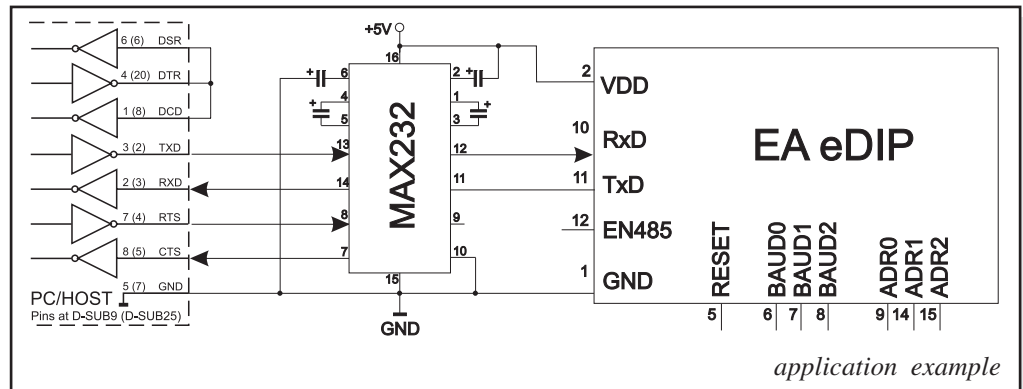 +5V
6 (6) DSR
4 (20) DTR
1 (8) DCD
3 (2) TXD
2 (3) RXD
7 (4) RTS
8 (5) CTS
5 (7) GND
PC/HOST
Pins at D-SUB9 (D-SUB25)
16
+ 6
2 +
+ 4
1
5
3 +
13
12
14
11
8
9
7
10
15
MAX232
GND
2 VDD
10 RxD
11 TxD
12 EN485
1 GND
EA eDIP
RESET
BAUD0
BAUD1
BAUD2
ADR0
ADR1
ADR2
5 6 7 8 9 14 15
application example